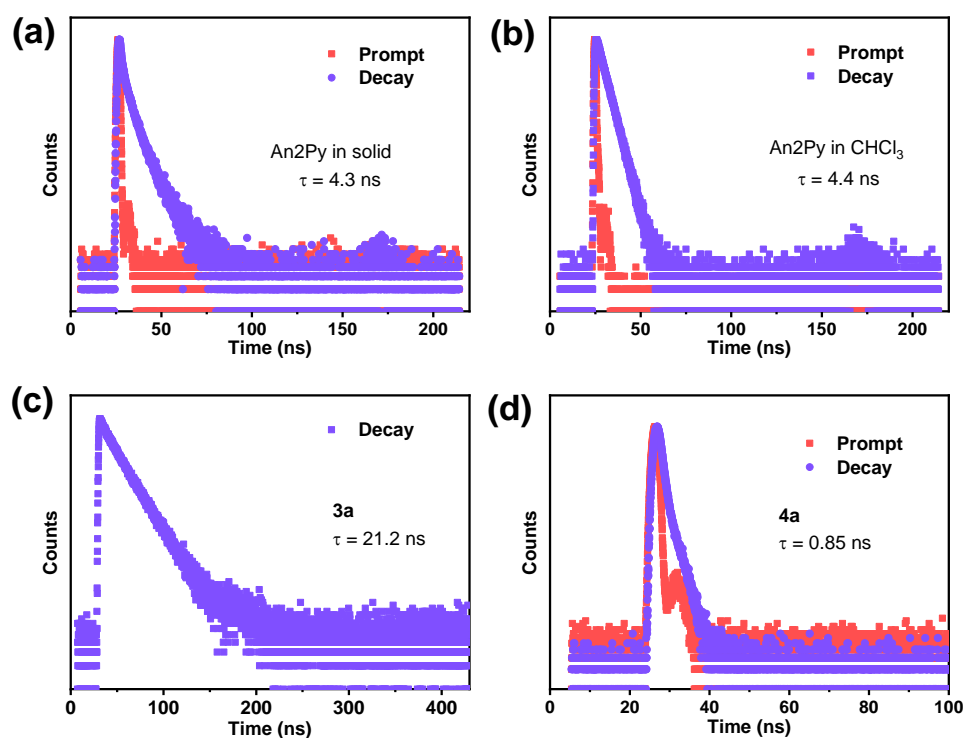 (a)
Prompt
Decay
An2Py in solid
τ = 4.3 ns
Counts
0 50 100 150 200
Time (ns)
(b)
Prompt
Decay
An2Py in CHCl₃
τ = 4.4 ns
Counts
0 50 100 150 200
Time (ns)
(c)
Decay
3a
τ = 21.2 ns
Counts
0 100 200 300 400
Time (ns)
(d)
Prompt
Decay
4a
τ = 0.85 ns
Counts
0 20 40 60 80 100
Time (ns)